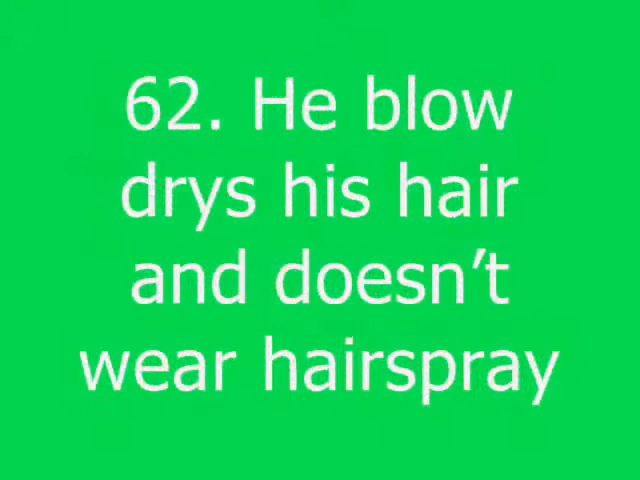 62. He blow
drys his hair
and doesn’t
wear hairspray